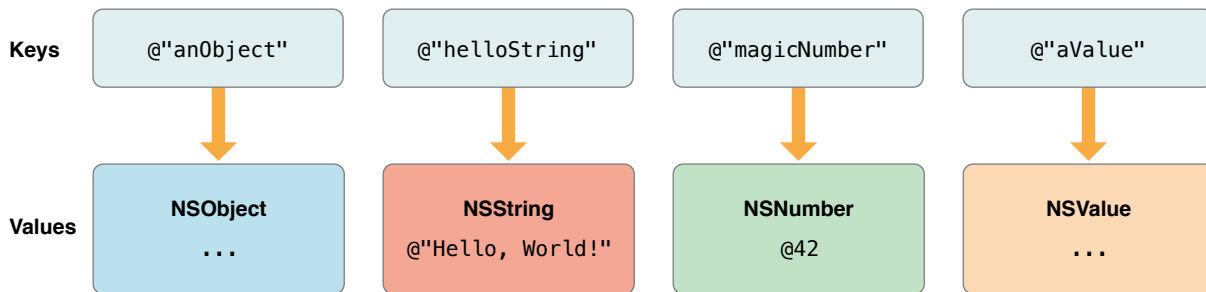 Keys
@"anObject"
@"helloString"
@"magicNumber"
@"aValue"
Values
NSObject
...
NSString
@"Hello, World!"
NSNumber
@42
NSValue
...